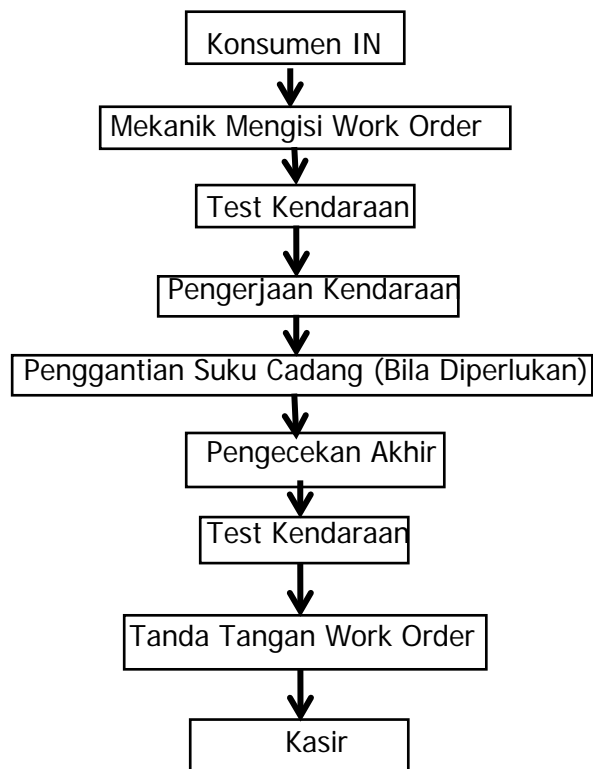 Konsumen IN
Mekanik Mengisi Work Order
Test Kendaraan
Pengerjaan Kendaraan
Penggantian Suku Cadang (Bila Diperlukan)
Pengecekan Akhir
Test Kendaraan
Tanda Tangan Work Order
Kasir